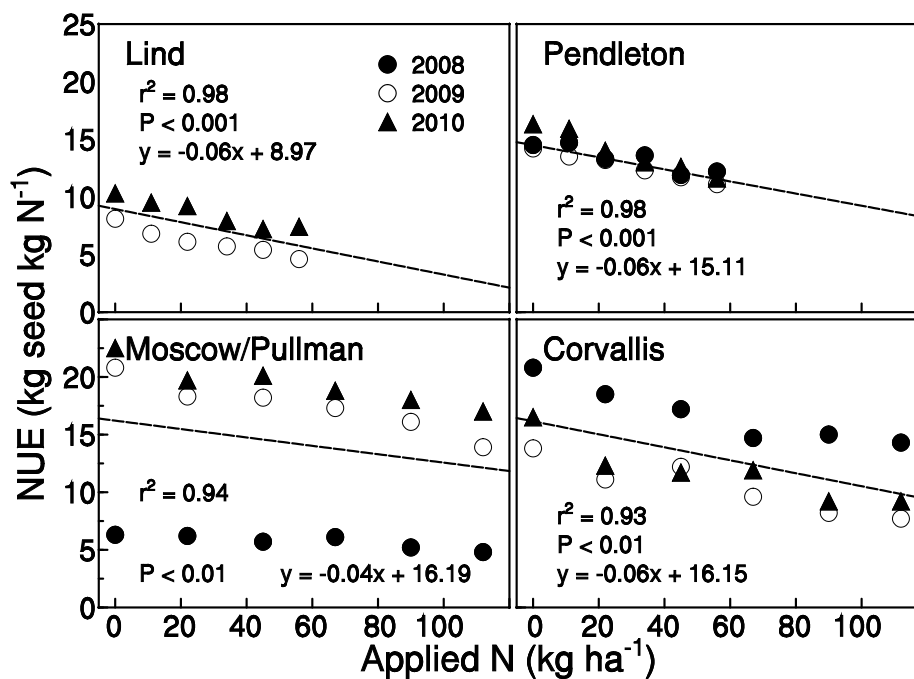 NUE (kg seed kg N⁻¹)
25
20
15
10
5
0
Lind
r² = 0.98
P < 0.001
y = -0.06x + 8.97
2008
2009
2010
Pendleton
r² = 0.98
P < 0.001
y = -0.06x + 15.11
20
15
10
5
0
Moscow/Pullman
r² = 0.94
P < 0.01 y = -0.04x + 16.19
Corvallis
r² = 0.93
P < 0.01
y = -0.06x + 16.15
0 20 40 60 80 100 0 20 40 60 80 100
Applied N (kg ha⁻¹)